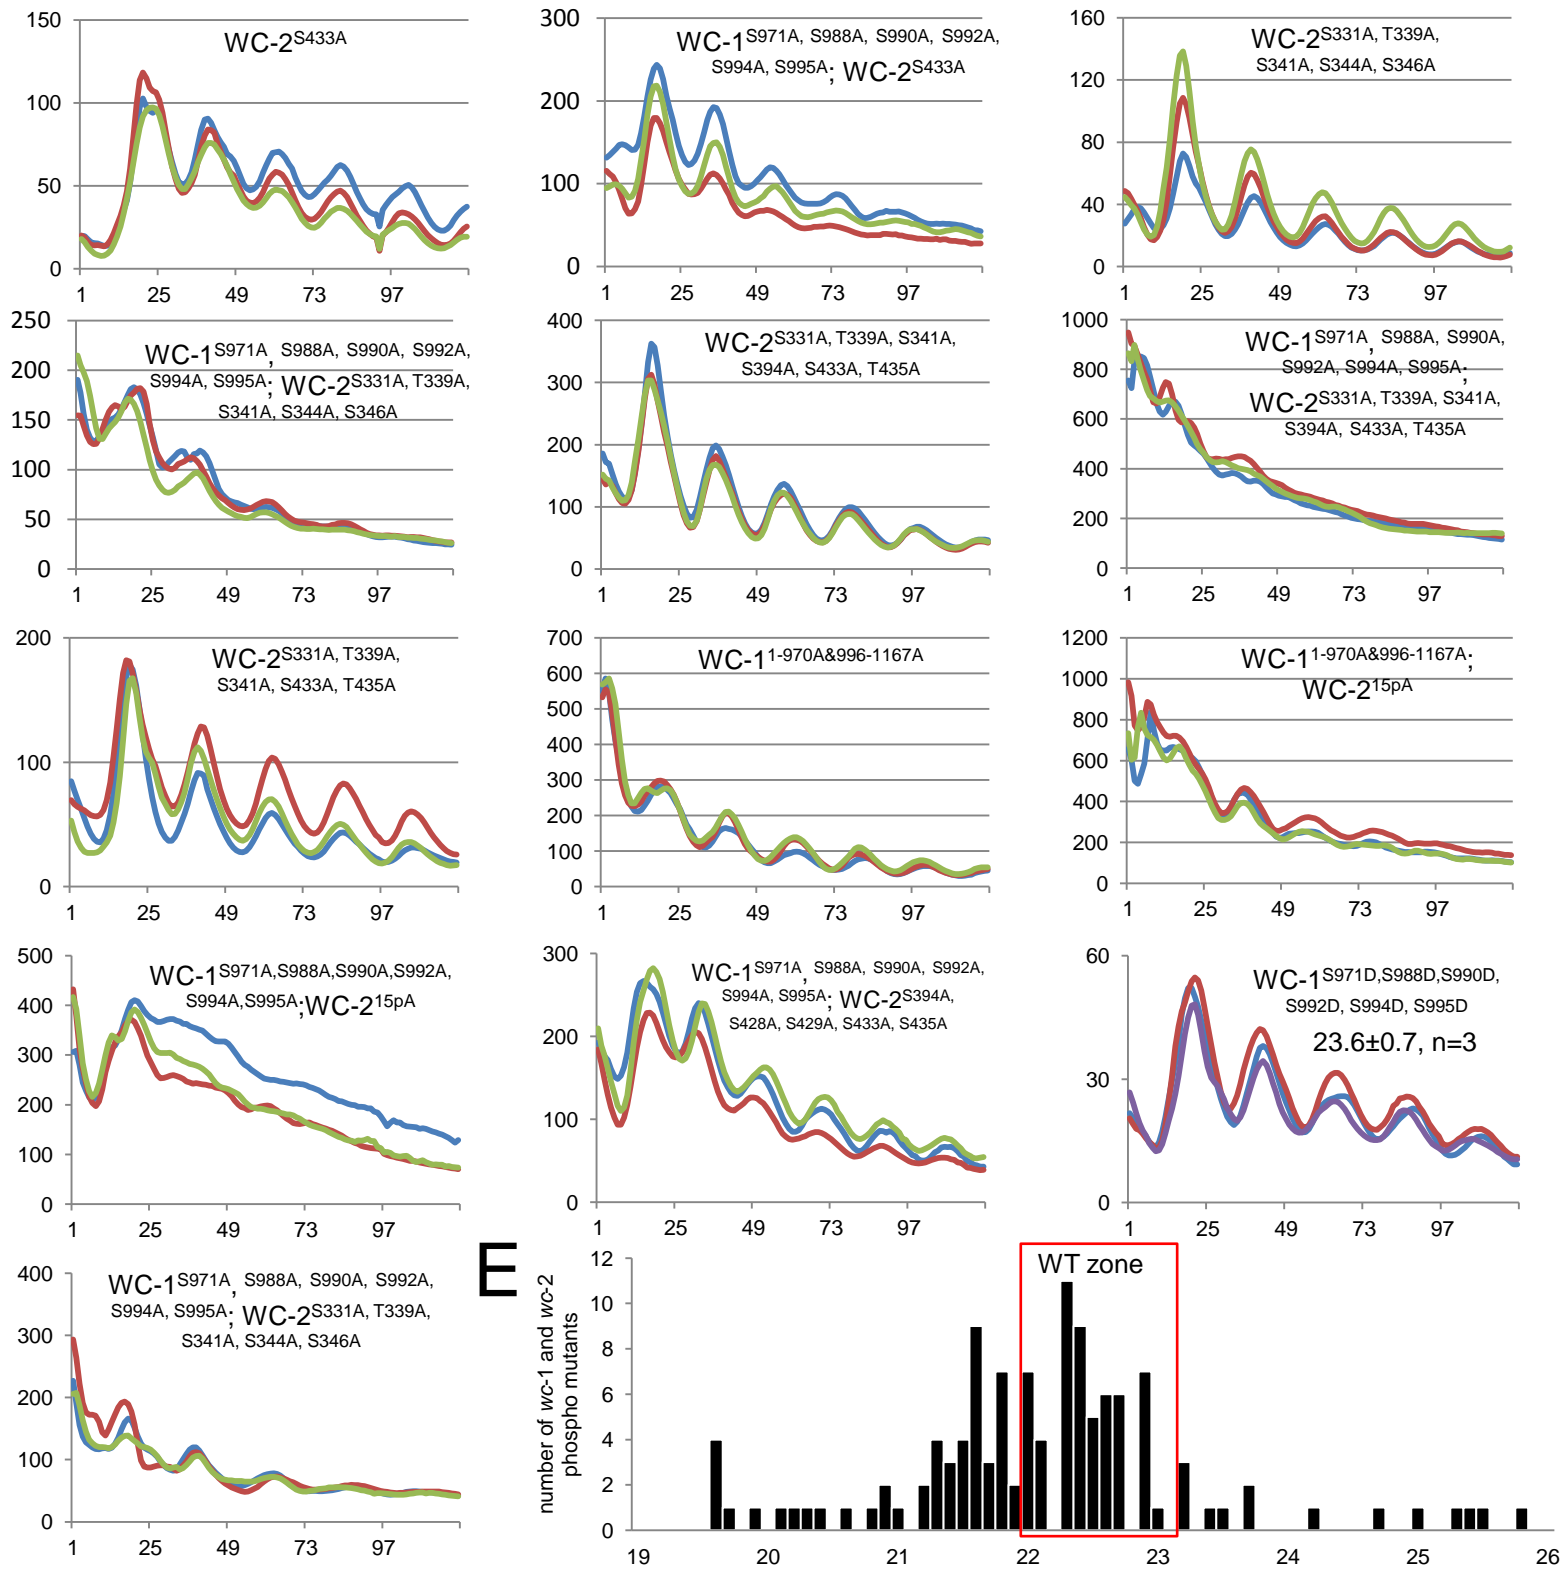 150
100
50
0
1 25 49 73 97
WC-2S433A
300
200
100
0
1 25 49 73 97
WC-1S971A, S988A, S990A, S992A,
S994A, S995A; WC-2S433A
160
120
80
40
0
1 25 49 73 97
WC-2S331A, T339A,
S341A, S344A, S346A
250
200
150
100
50
0
1 25 49 73 97
WC-1S971A, S988A, S990A, S992A,
S994A, S995A; WC-2S331A, T339A,
S341A, S344A, S346A
400
300
200
100
0
1 25 49 73 97
WC-2S331A, T339A, S341A,
S394A, S433A, T435A
1000
800
600
400
200
0
1 25 49 73 97
WC-1S971A, S988A, S990A,
S992A, S994A, S995A;
WC-2S331A, T339A, S341A,
S394A, S433A, T435A
200
100
0
1 25 49 73 97
WC-2S331A, T339A,
S341A, S433A, T435A
700
600
500
400
300
200
100
0
1 25 49 73 97
WC-11-970A&996-1167A
1200
1000
800
600
400
200
0
1 25 49 73 97
WC-11-970A&996-1167A;
WC-215pA
500
400
300
200
100
0
1 25 49 73 97
WC-1S971A,S988A,S990A,S992A,
S994A,S995A;WC-215pA
300
200
100
0
1 25 49 73 97
WC-1S971A, S988A, S990A, S992A,
S994A, S995A; WC-2S394A,
S428A, S429A, S433A, S435A
60
30
0
1 25 49 73 97
WC-1S971D,S988D,S990D,
S992D, S994D, S995D
23.6±0.7, n=3
400
300
200
100
0
1 25 49 73 97
WC-1S971A, S988A, S990A, S992A,
S994A, S995A; WC-2S331A, T339A,
S341A, S344A, S346A
E
number of wc-1 and wc-2
phospho mutants
12
10
8
6
4
2
0
WT zone
19 20 21 22 23 24 25 26